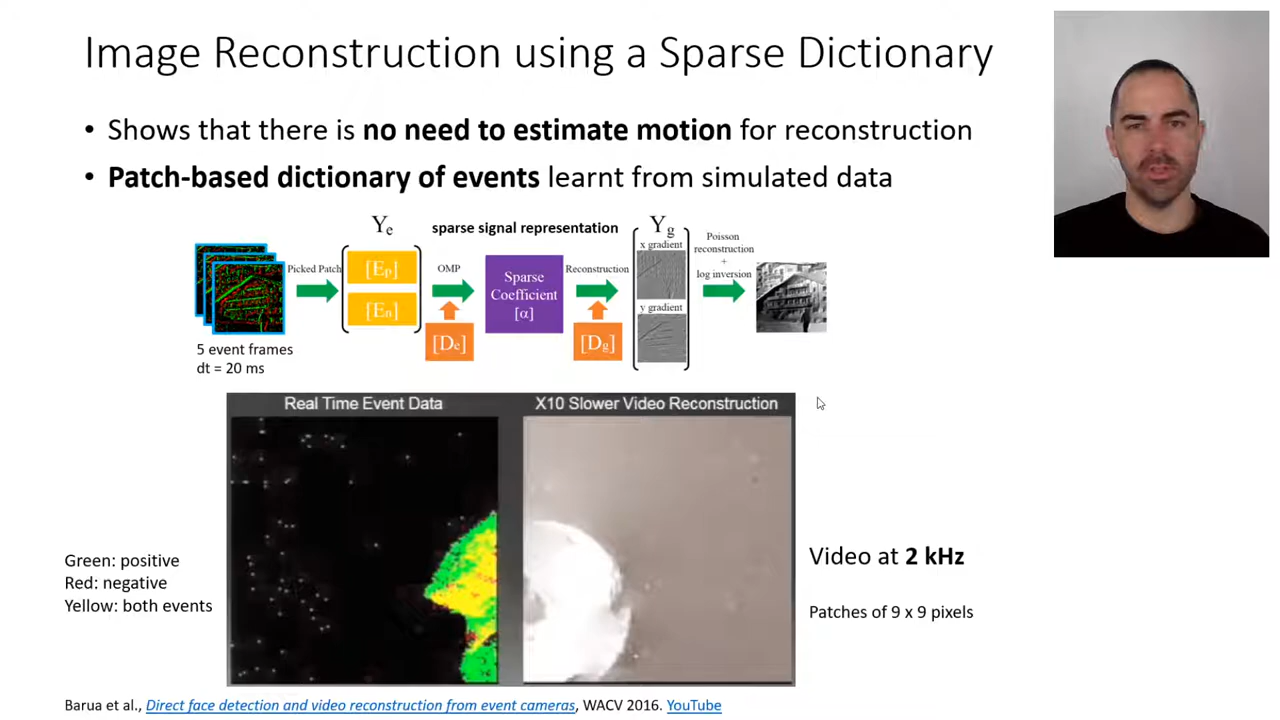 Image Reconstruction using a Sparse Dictionary
• Shows that there is no need to estimate motion for reconstruction
• Patch-based dictionary of events learnt from simulated data
Yₑ
sparse signal representation
Y_g
x gradient
Poisson
reconstruction
+
log inversion
Picked Patch
[Eₚ]
OMP
Sparse
Coefficient
[α]
Reconstruction
[Eₙ]
y gradient
[Dₑ]
[D_g]
5 event frames
dt = 20 ms
Real Time Event Data
X10 Slower Video Reconstruction
Green: positive
Red: negative
Yellow: both events
Video at 2 kHz
Patches of 9 x 9 pixels
Barua et al., Direct face detection and video reconstruction from event cameras, WACV 2016. YouTube